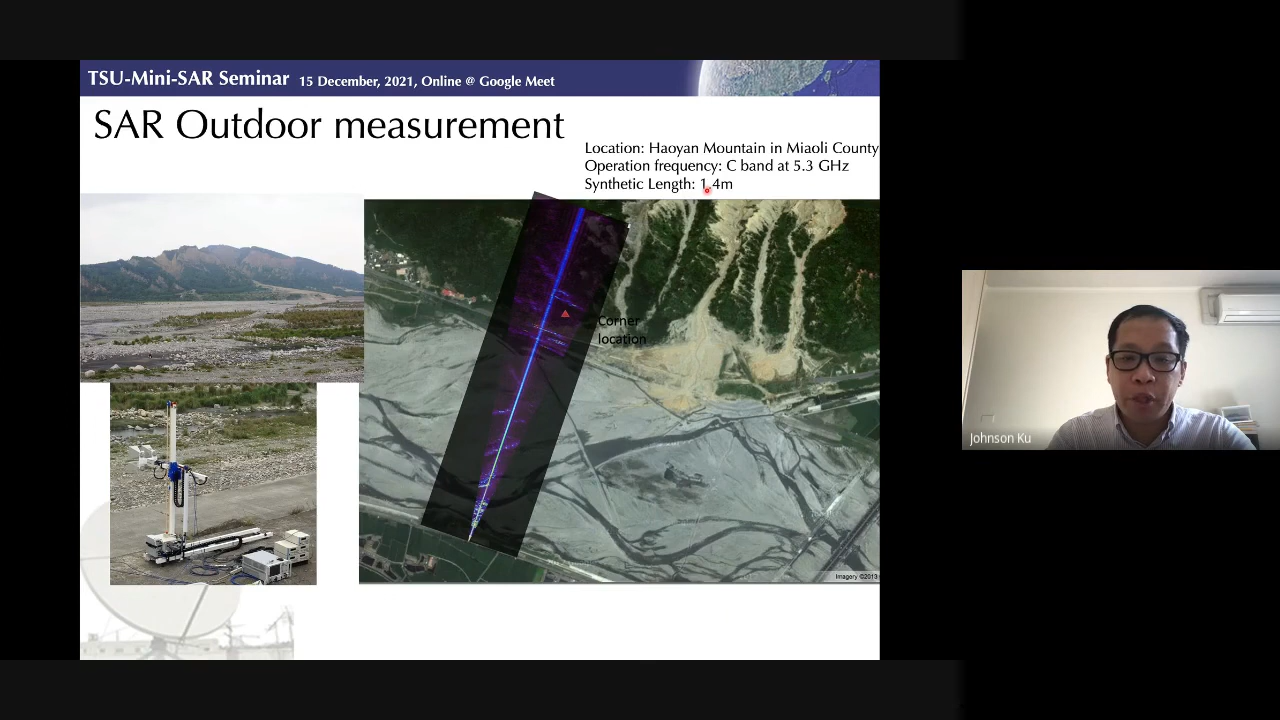 TSU-Mini-SAR Seminar 15 December, 2021, Online @ Google Meet
SAR Outdoor measurement
Location: Haoyan Mountain in Miaoli County
Operation frequency: C band at 5.3 GHz
Synthetic Length: 1.4m
Corner
location
Imagery ©2013
Johnson Ku